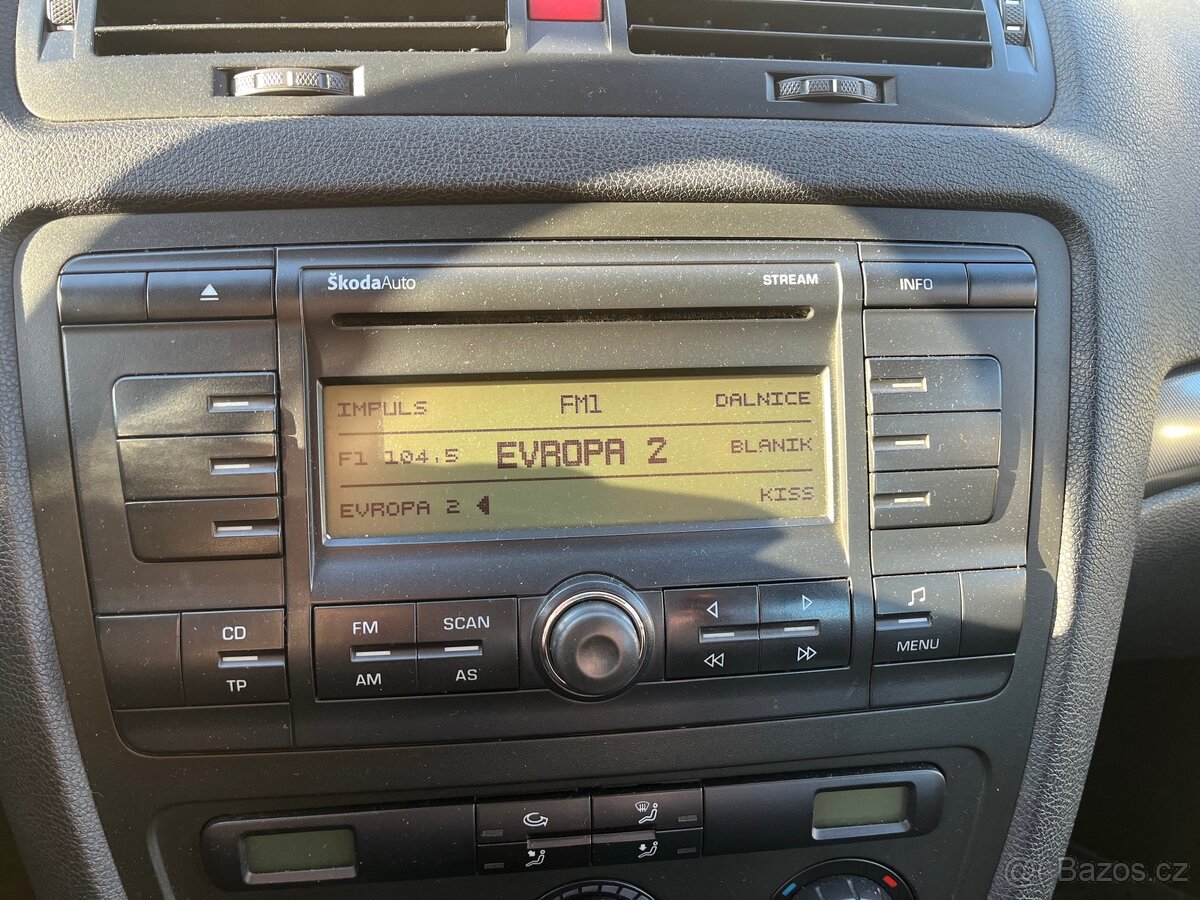 ŠkodaAuto STREAM INFO
IMPULS FM1 DALNICE
F1 104.5 EVROPA 2 BLANIK
EVROPA 2 KISS
CD FM SCAN
TP AM AS MENU
Bazos.cz